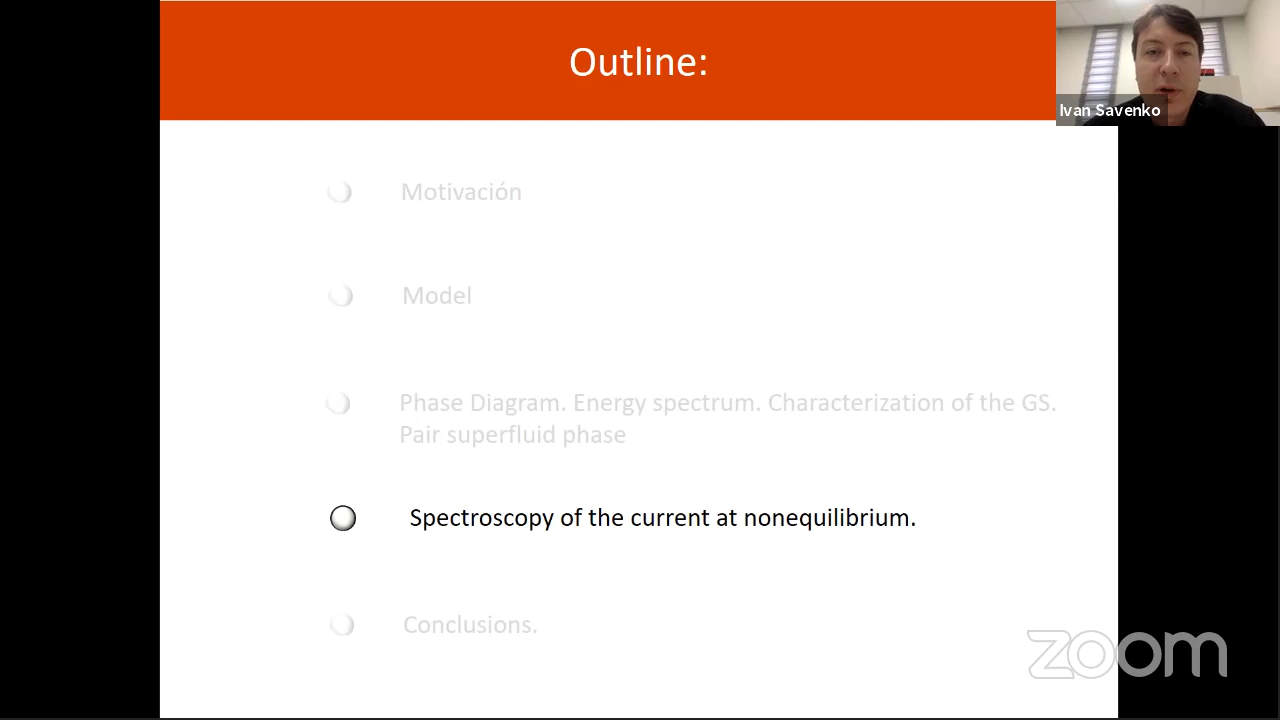 Outline:
Ivan Savenko
Motivación
Model
Phase Diagram. Energy spectrum. Characterization of the GS.
Pair superfluid phase
Spectroscopy of the current at nonequilibrium.
Conclusions.
zoom